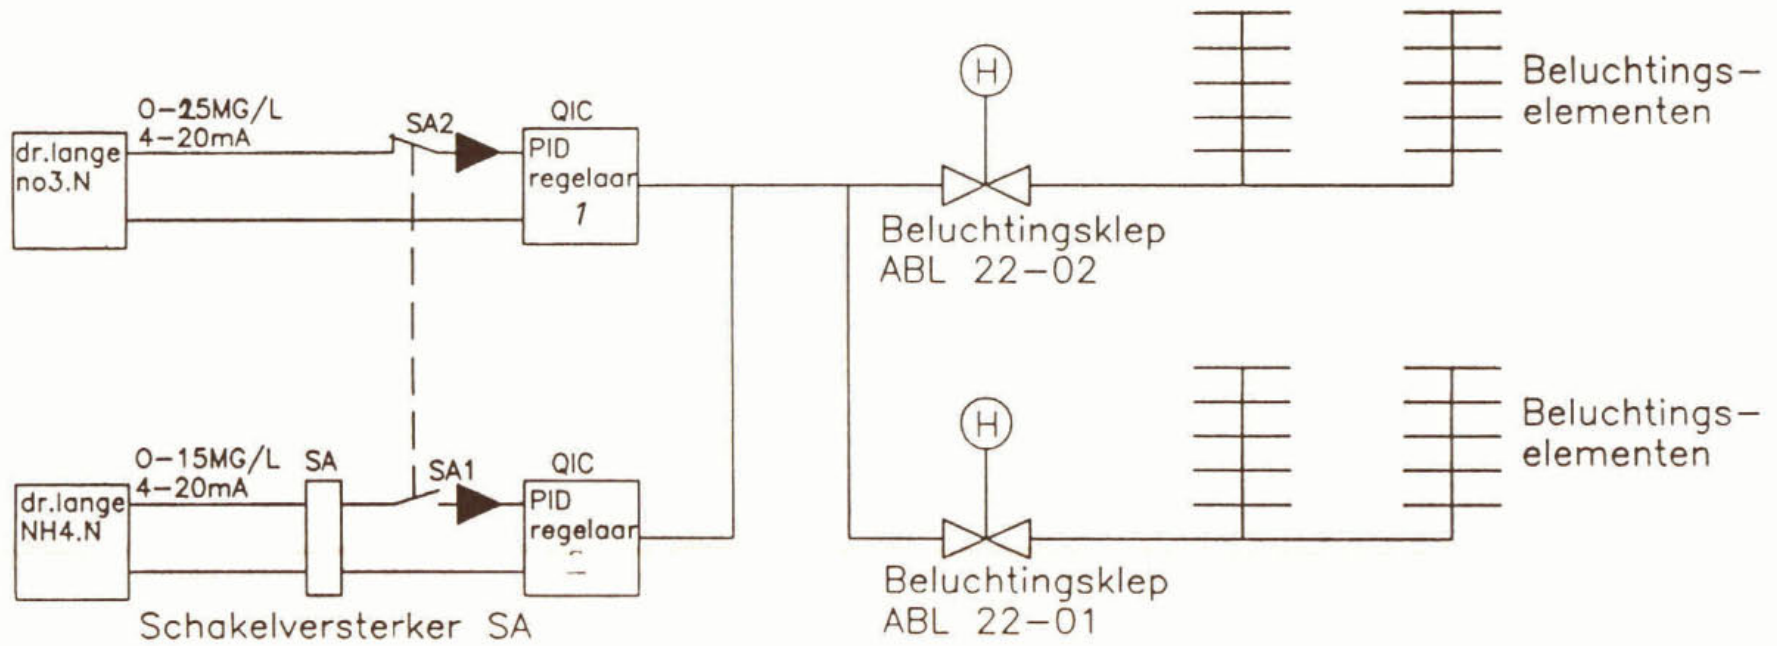 0-25MG/L
4-20mA
SA2
QIC
dr.lange
no3.N
PID
regelaar
1
H
Beluchtingsklep
ABL 22-02
Beluchtings-
elementen
0-15MG/L
4-20mA
SA
SA1
QIC
dr.lange
NH4.N
PID
regelaar
H
Beluchtingsklep
ABL 22-01
Beluchtings-
elementen
Schakelversterker SA